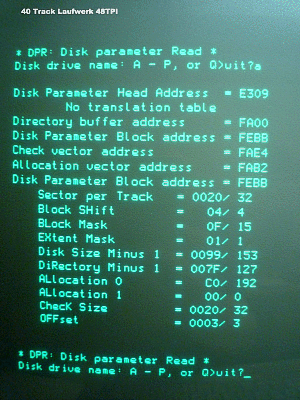 40 Track Laufwerk 48TPI
* DPR: Disk parameter Read *
Disk drive name: A - P, or Q>uit?a
Disk Parameter Head Address = E309
No translation table
Directory buffer address = FA00
Disk Parameter Block address = FEBB
Check vector address = FAE4
Allocation vector address = FAB2
Disk Parameter Block address = FEBB
Sector per Track = 0020/ 32
Block SHift = 04/ 4
BLock Mask = 0F/ 15
EXtent Mask = 01/ 1
Disk Size Minus 1 = 0099/ 153
DiRectory Minus 1 = 007F/ 127
ALlocation 0 = C0/ 192
ALlocation 1 = 00/ 0
ChecK Size = 0020/ 32
OFFset = 0003/ 3
* DPR: Disk parameter Read *
Disk drive name: A - P, or Q>uit?_